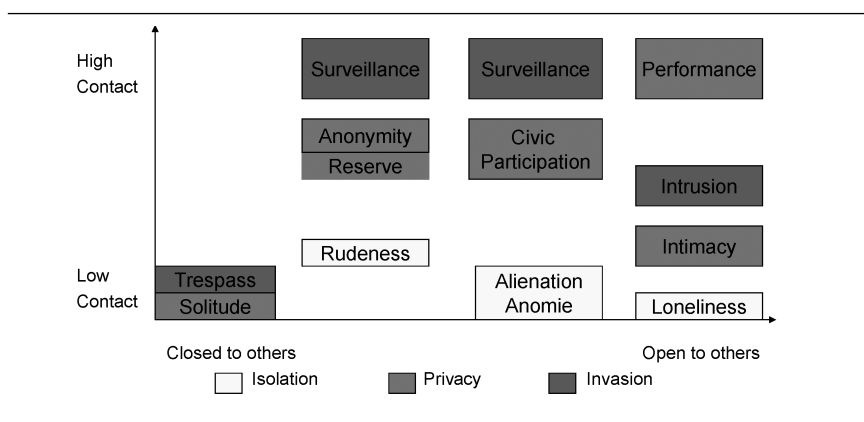 High
Contact
Surveillance
Surveillance
Performance
Anonymity
Reserve
Civic
Participation
Intrusion
Rudeness
Intimacy
Low
Contact
Trespass
Solitude
Alienation
Anomie
Loneliness
Closed to others
Open to others
Isolation
Privacy
Invasion